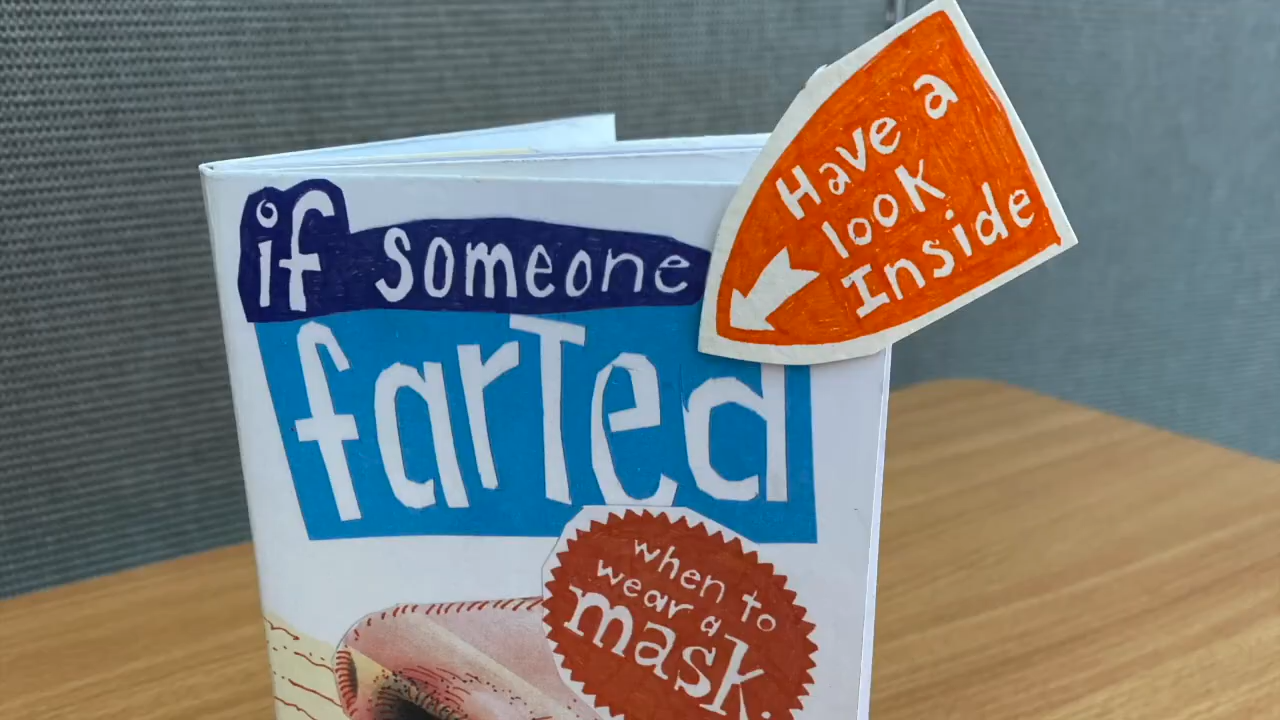 if someone
farTed
Have a
look
Inside
when to
wear a
mask.